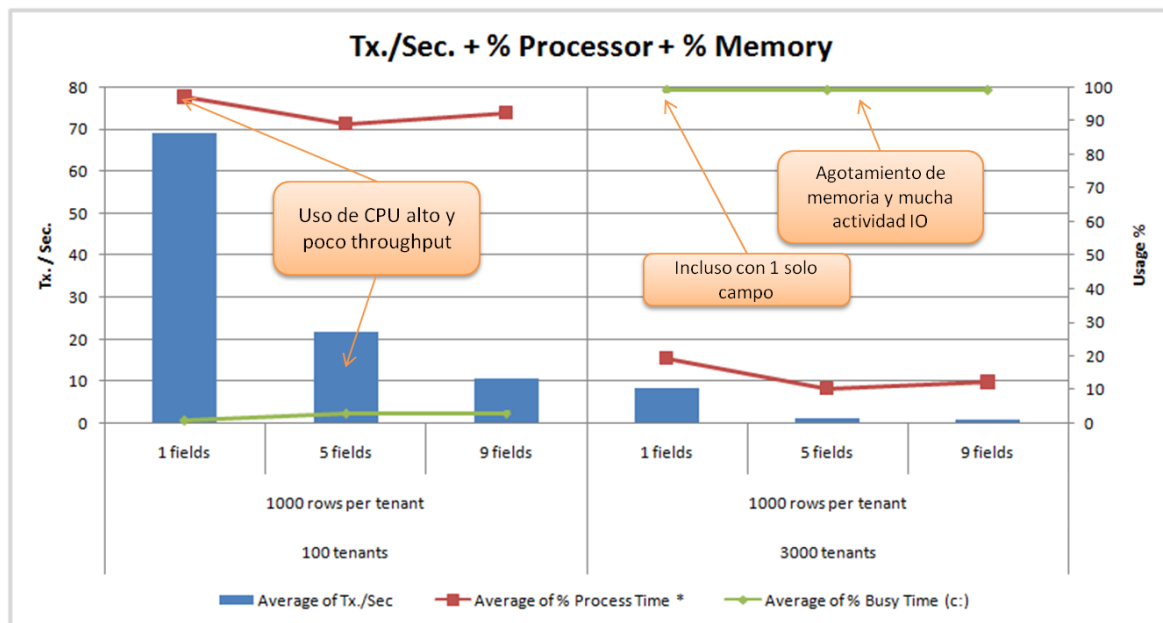 Tx./Sec. + % Processor + % Memory
80
70
60
50
40
30
20
10
0
Tx. / Sec.
100
90
80
70
60
50
40
30
20
10
0
Usage %
Uso de CPU alto y
poco throughput
Agotamiento de
memoria y mucha
actividad IO
Incluso con 1 solo
campo
1 fields
5 fields
9 fields
1 fields
5 fields
9 fields
1000 rows per tenant
1000 rows per tenant
100 tenants
3000 tenants
Average of Tx./Sec
Average of % Process Time *
Average of % Busy Time (c:)